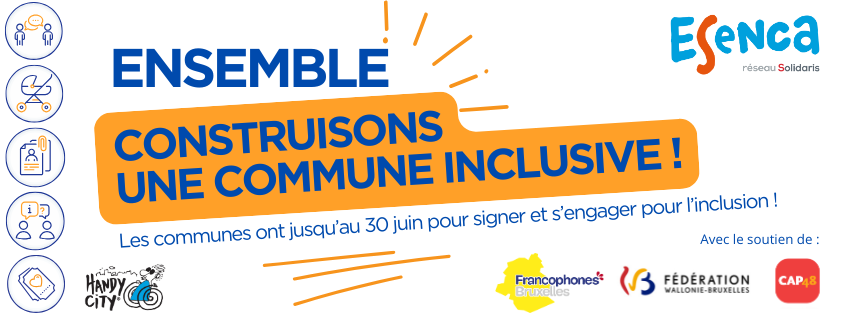 ENSEMBLE
CONSTRUISONS
UNE COMMUNE INCLUSIVE !
Les communes ont jusqu'au 30 juin pour signer et s'engager pour l'inclusion !
Esenca
réseau Solidaris
Avec le soutien de :
HANDY
CITY®
Francophones
Bruxelles
FÉDÉRATION
WALLONIE-BRUXELLES
CAP48
i ?